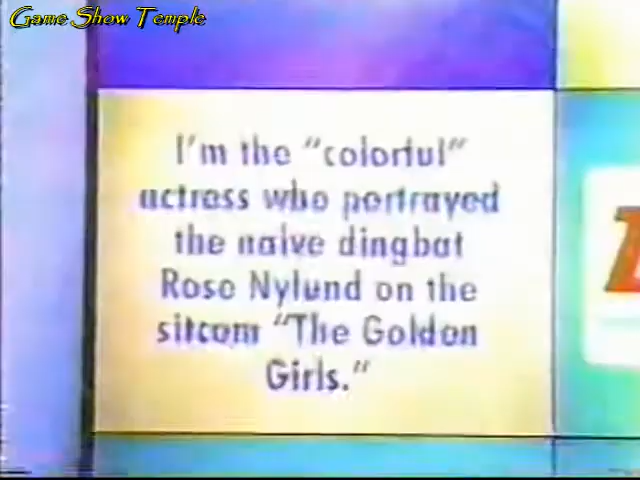 Game Show Temple
I'm the "colorful"
actress who portrayed
the naive dingbat
Rose Nylund on the
sitcom "The Golden
Girls."